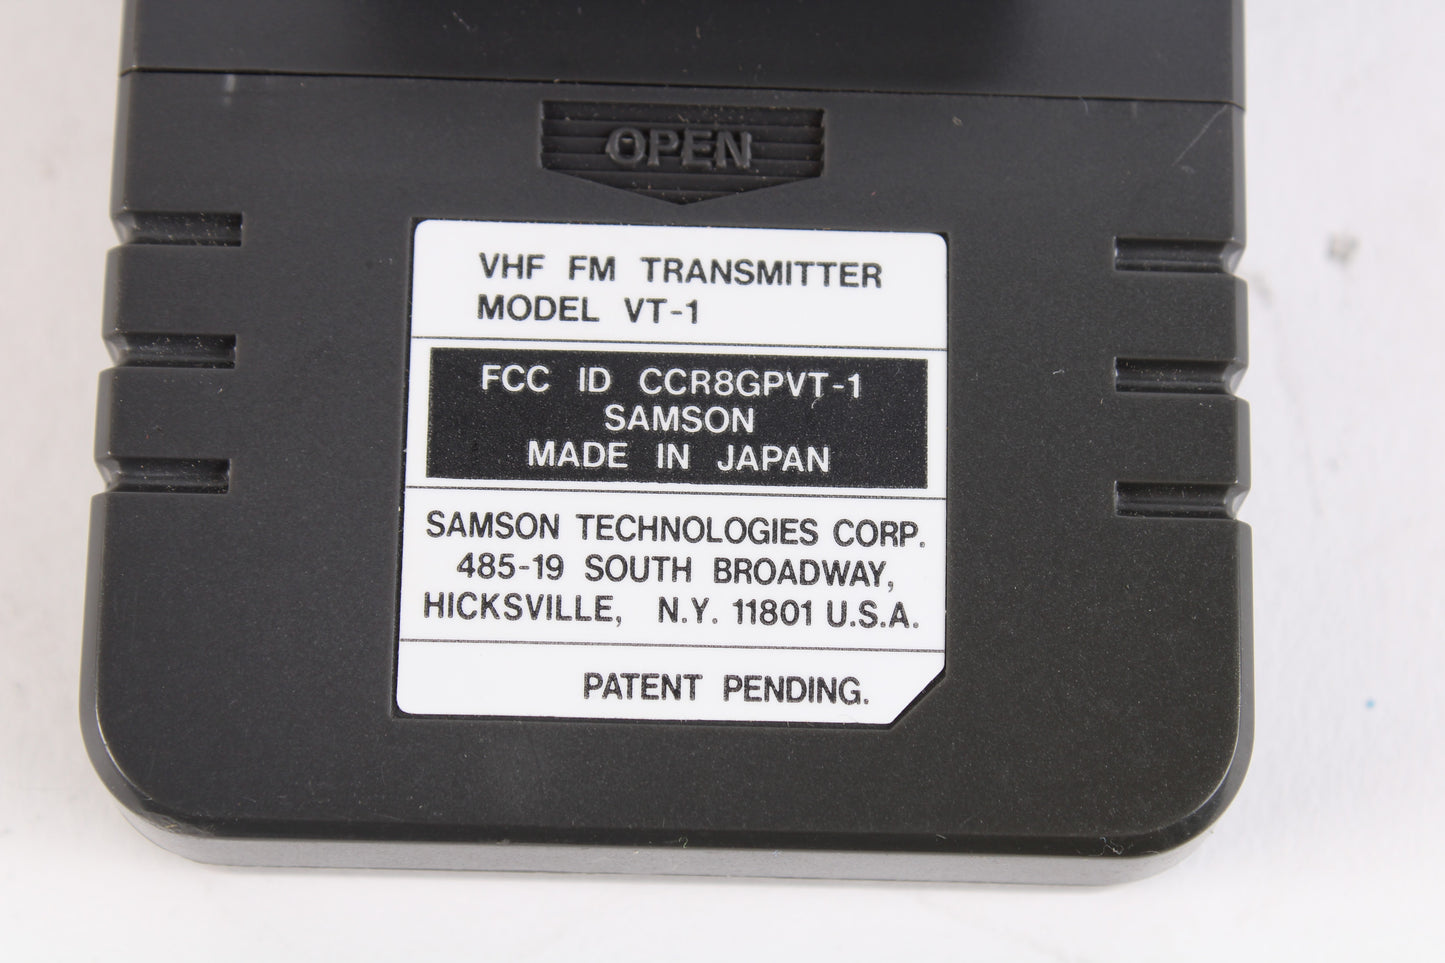 OPEN
VHF FM TRANSMITTER
MODEL VT-1
FCC ID CCR8GPVT-1
SAMSON
MADE IN JAPAN
SAMSON TECHNOLOGIES CORP.
485-19 SOUTH BROADWAY,
HICKSVILLE, N.Y. 11801 U.S.A.
PATENT PENDING.